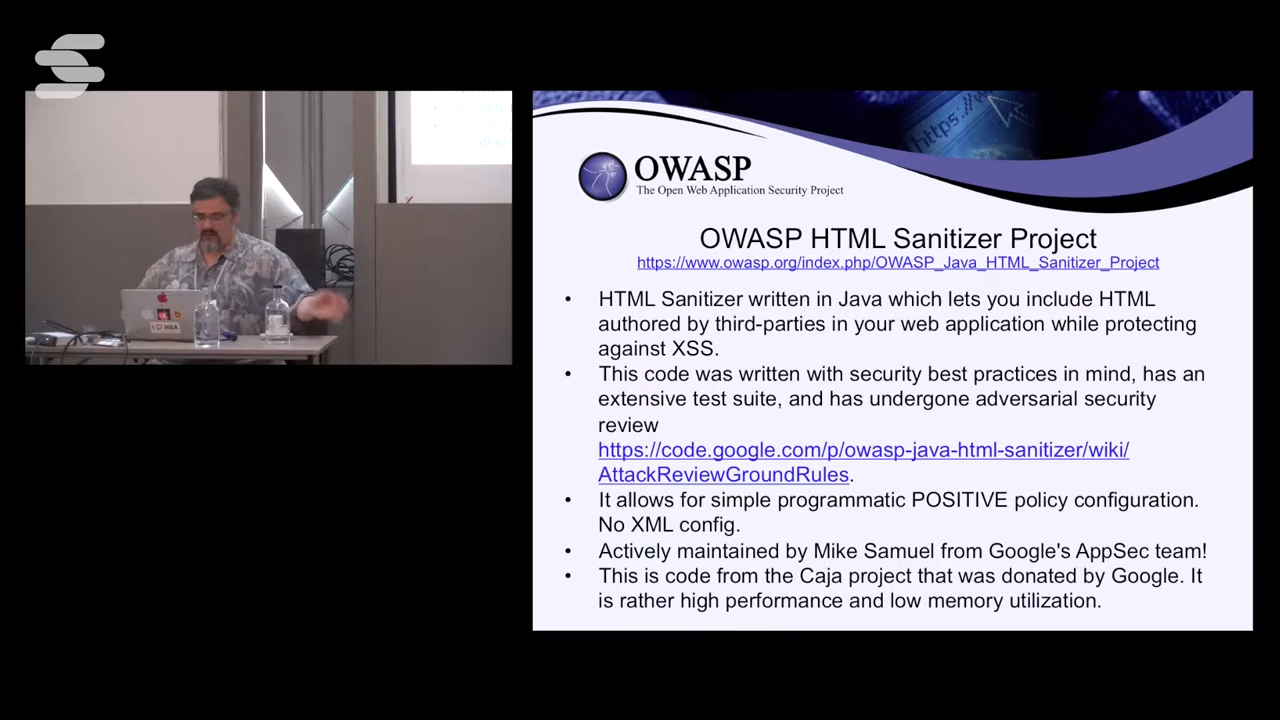 https:
OWASP
The Open Web Application Security Project
OWASP HTML Sanitizer Project
https://www.owasp.org/index.php/OWASP_Java_HTML_Sanitizer_Project
• HTML Sanitizer written in Java which lets you include HTML
authored by third-parties in your web application while protecting
against XSS.
• This code was written with security best practices in mind, has an
extensive test suite, and has undergone adversarial security
review
https://code.google.com/p/owasp-java-html-sanitizer/wiki/
AttackReviewGroundRules.
• It allows for simple programmatic POSITIVE policy configuration.
No XML config.
• Actively maintained by Mike Samuel from Google's AppSec team!
• This is code from the Caja project that was donated by Google. It
is rather high performance and low memory utilization.
I NSA